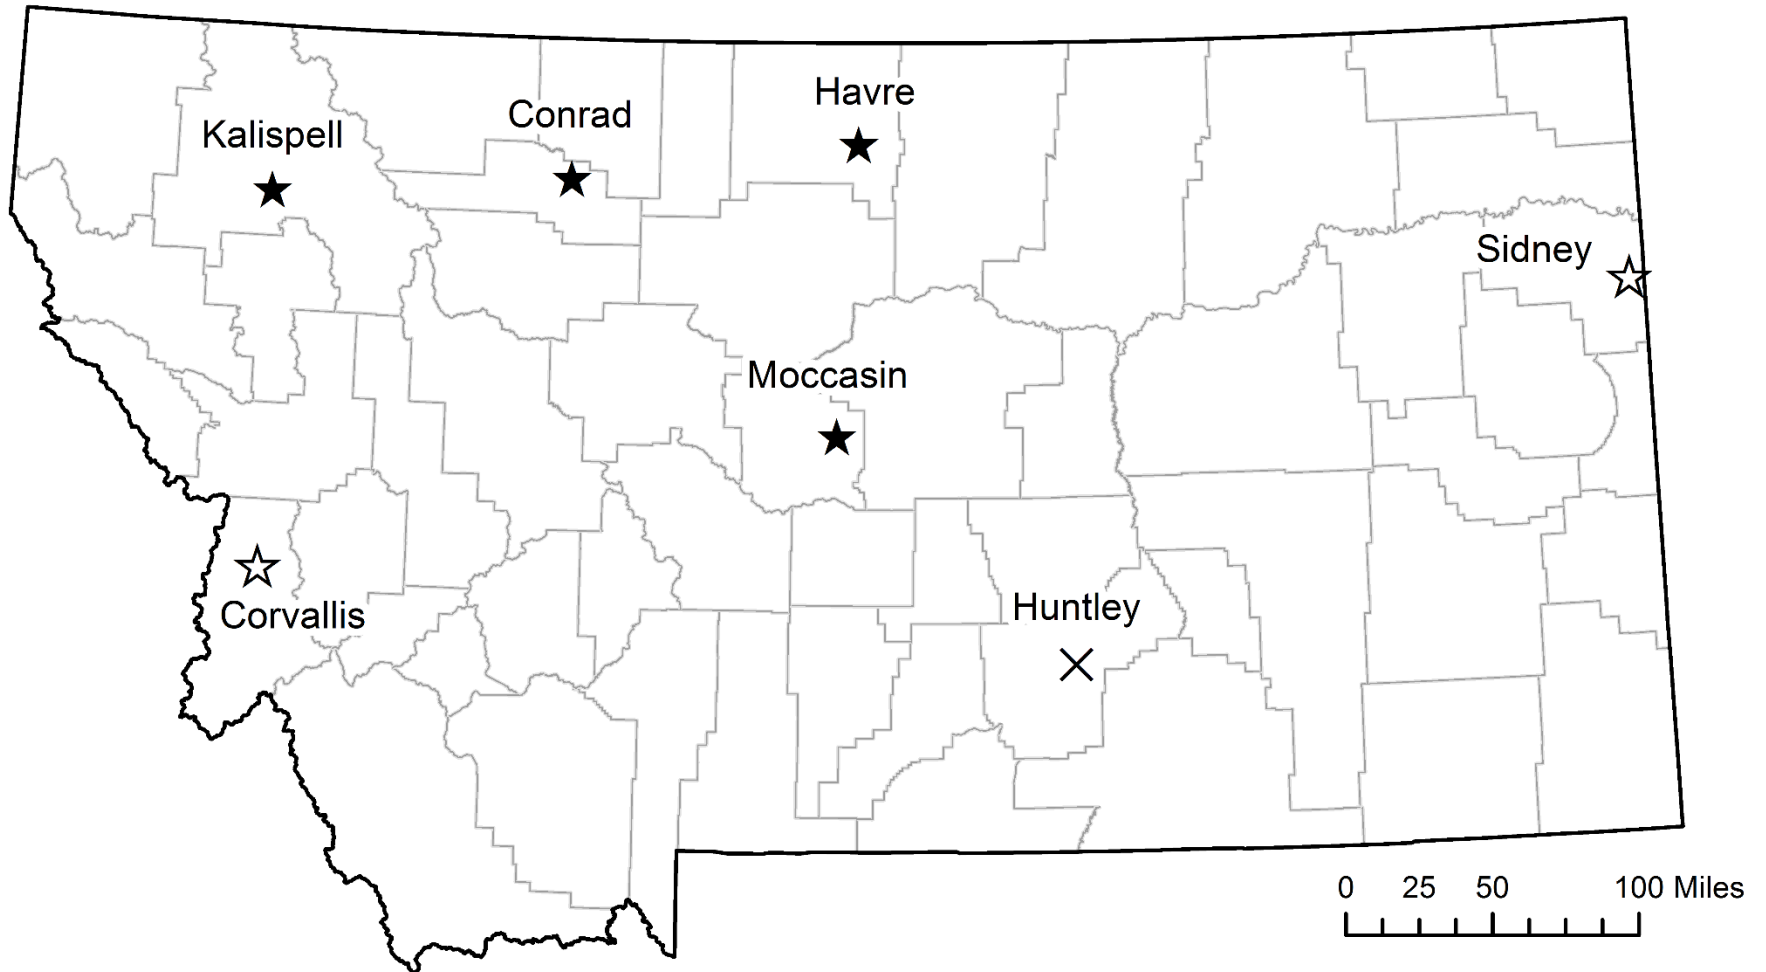 Havre
Conrad
Kalispell
Sidney
Moccasin
Huntley
Corvallis
0 25 50 100 Miles